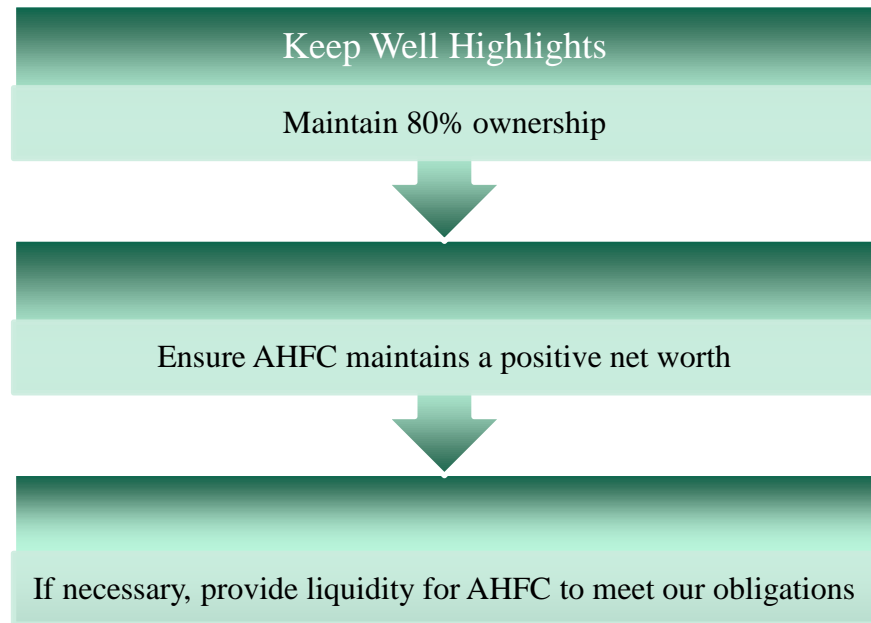 Keep Well Highlights
Maintain 80% ownership
Ensure AHFC maintains a positive net worth
If necessary, provide liquidity for AHFC to meet our obligations